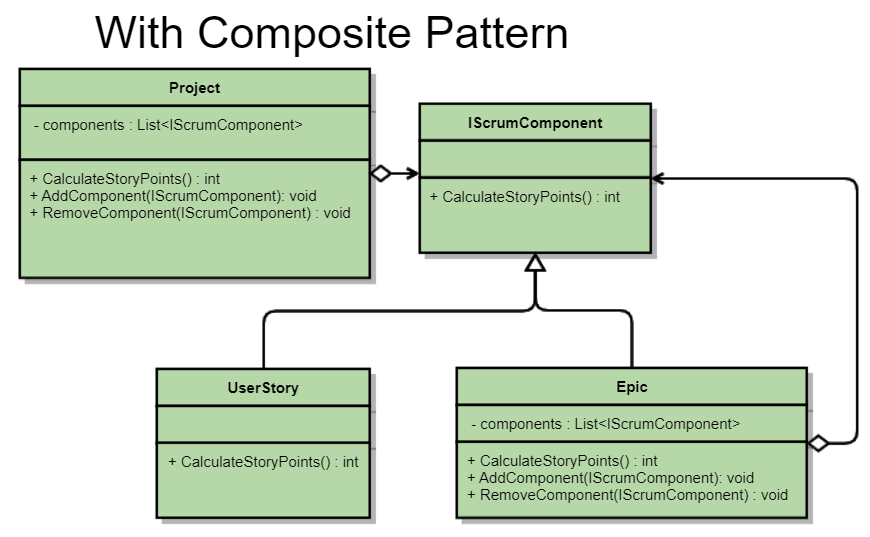 With Composite Pattern
Project
- components : List<IScrumComponent>
+ CalculateStoryPoints() : int
+ AddComponent(IScrumComponent): void
+ RemoveComponent(IScrumComponent) : void
IScrumComponent
+ CalculateStoryPoints() : int
UserStory
+ CalculateStoryPoints() : int
Epic
- components : List<IScrumComponent>
+ CalculateStoryPoints() : int
+ AddComponent(IScrumComponent): void
+ RemoveComponent(IScrumComponent) : void